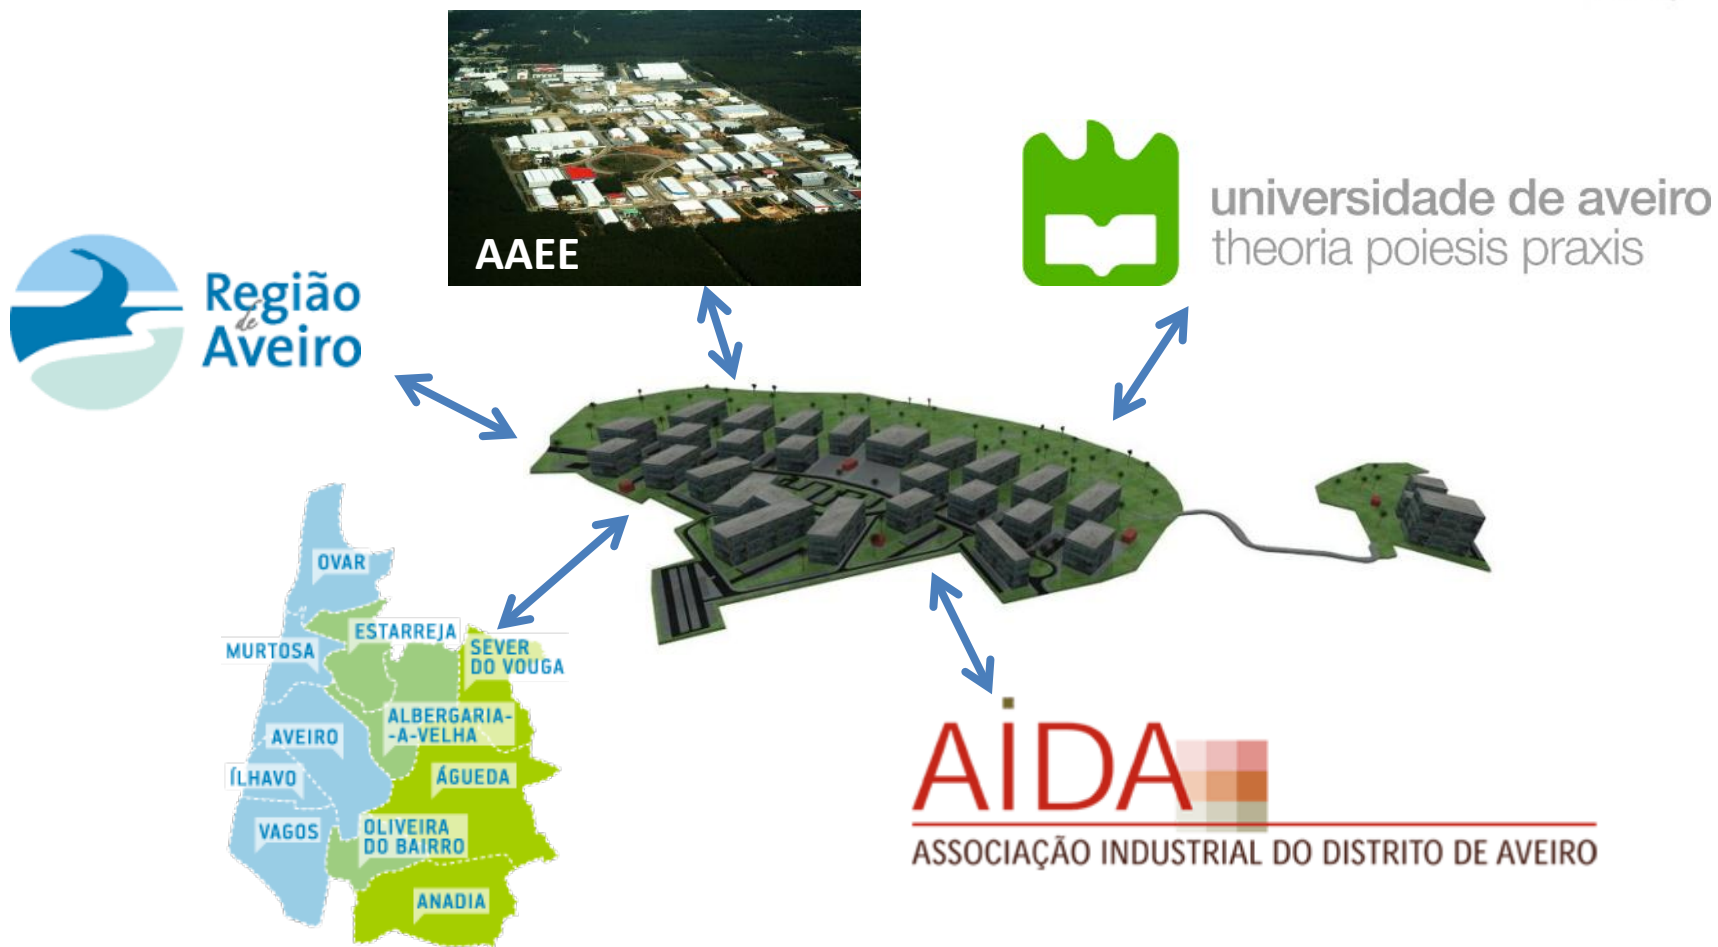 AAEE
universidade de aveiro
theoria poiesis praxis
Região
de
Aveiro
OVAR
ESTARREJA
MURTOSA
SEVER
DO VOUGA
ALBERGARIA-
-A-VELHA
AVEIRO
ÍLHAVO
ÁGUEDA
VAGOS
OLIVEIRA
DO BAIRRO
ANADIA
AIDA
ASSOCIAÇÃO INDUSTRIAL DO DISTRITO DE AVEIRO